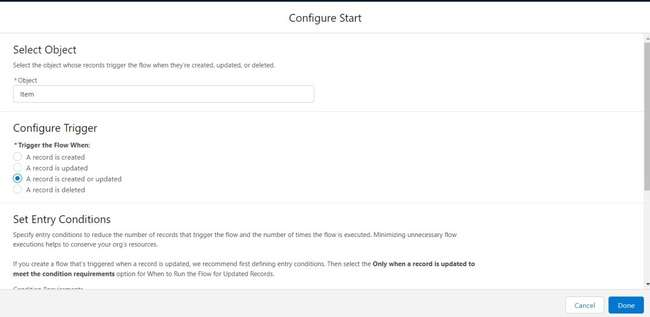 Configure Start
Select Object
Select the object whose records trigger the flow when they're created, updated, or deleted.
*Object
Item
Configure Trigger
*Trigger the Flow When:
A record is created
A record is updated
A record is created or updated
A record is deleted
Set Entry Conditions
Specify entry conditions to reduce the number of records that trigger the flow and the number of times the flow is executed. Minimizing unnecessary flow
executions helps to conserve your org's resources.
If you create a flow that's triggered when a record is updated, we recommend first defining entry conditions. Then select the Only when a record is updated to
meet the condition requirements option for When to Run the Flow for Updated Records.
Condition Requirements
Cancel
Done